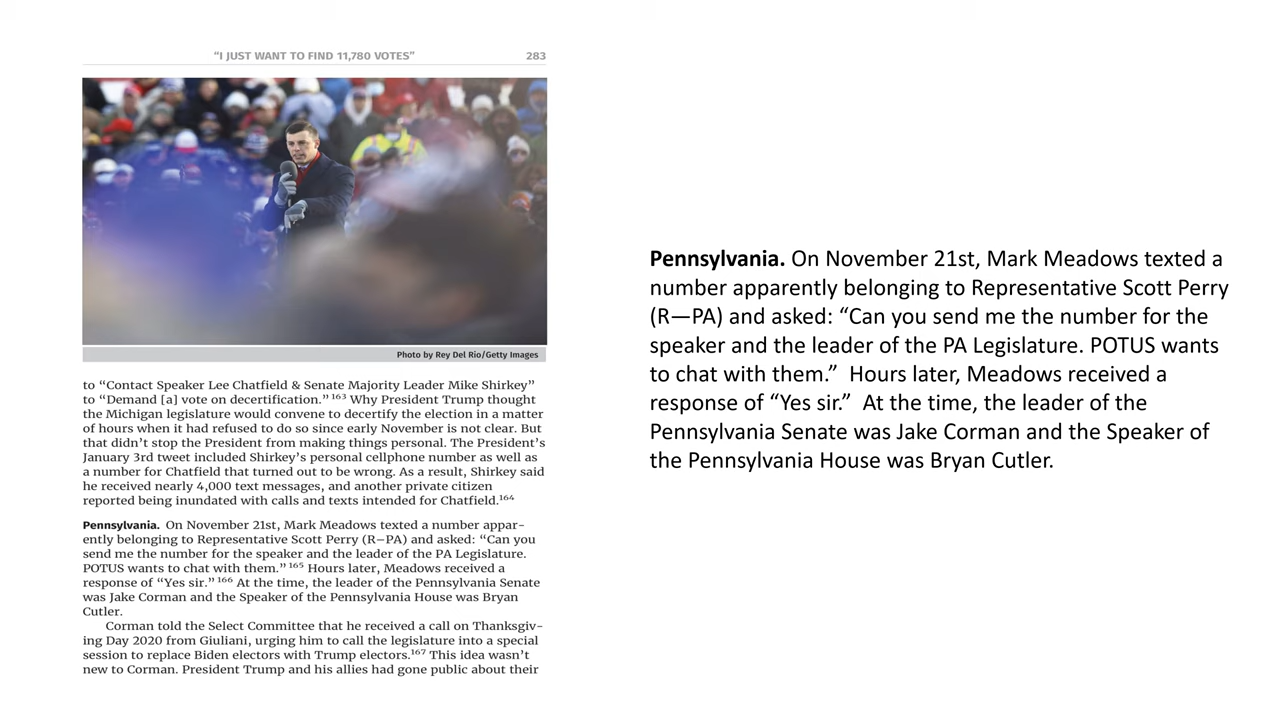 “I JUST WANT TO FIND 11,780 VOTES”
283
Photo by Rey Del Rio/Getty Images
to “Contact Speaker Lee Chatfield & Senate Majority Leader Mike Shirkey”
to “Demand [a] vote on decertification.” 163 Why President Trump thought
the Michigan legislature would convene to decertify the election in a matter
of hours when it had refused to do so since early November is not clear. But
that didn’t stop the President from making things personal. The President’s
January 3rd tweet included Shirkey’s personal cellphone number as well as
a number for Chatfield that turned out to be wrong. As a result, Shirkey said
he received nearly 4,000 text messages, and another private citizen
reported being inundated with calls and texts intended for Chatfield.164
Pennsylvania. On November 21st, Mark Meadows texted a number appar-
ently belonging to Representative Scott Perry (R–PA) and asked: “Can you
send me the number for the speaker and the leader of the PA Legislature.
POTUS wants to chat with them.” 165 Hours later, Meadows received a
response of “Yes sir.” 166 At the time, the leader of the Pennsylvania Senate
was Jake Corman and the Speaker of the Pennsylvania House was Bryan
Cutler.
Corman told the Select Committee that he received a call on Thanksgiv-
ing Day 2020 from Giuliani, urging him to call the legislature into a special
session to replace Biden electors with Trump electors.167 This idea wasn’t
new to Corman. President Trump and his allies had gone public about their
Pennsylvania. On November 21st, Mark Meadows texted a
number apparently belonging to Representative Scott Perry
(R—PA) and asked: “Can you send me the number for the
speaker and the leader of the PA Legislature. POTUS wants
to chat with them.”  Hours later, Meadows received a
response of “Yes sir.”  At the time, the leader of the
Pennsylvania Senate was Jake Corman and the Speaker of
the Pennsylvania House was Bryan Cutler.